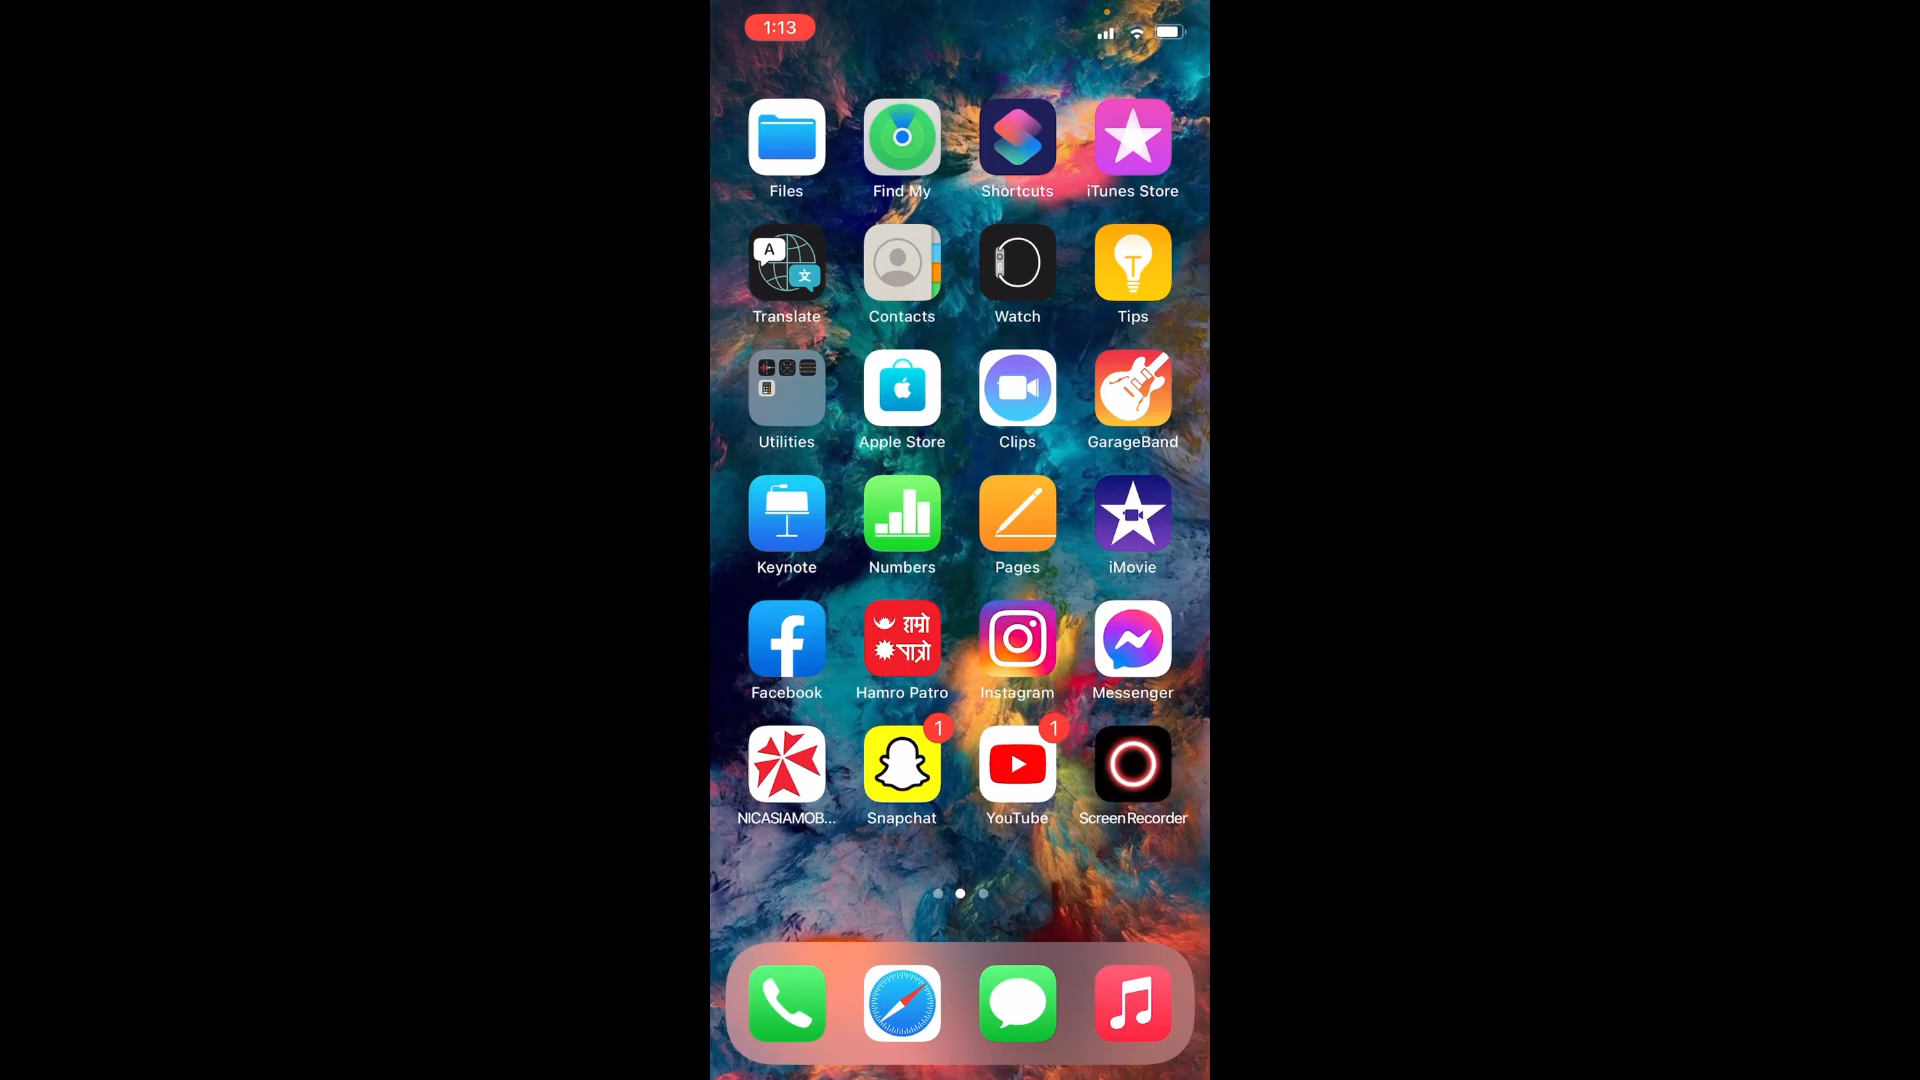 1:13
Files Find My Shortcuts iTunes Store
A 文
Translate Contacts Watch Tips
Utilities Apple Store Clips GarageBand
Keynote Numbers Pages iMovie
हाम्रो
पात्रो
Facebook Hamro Patro Instagram Messenger
1 1
NICASIAMOB... Snapchat YouTube ScreenRecorder